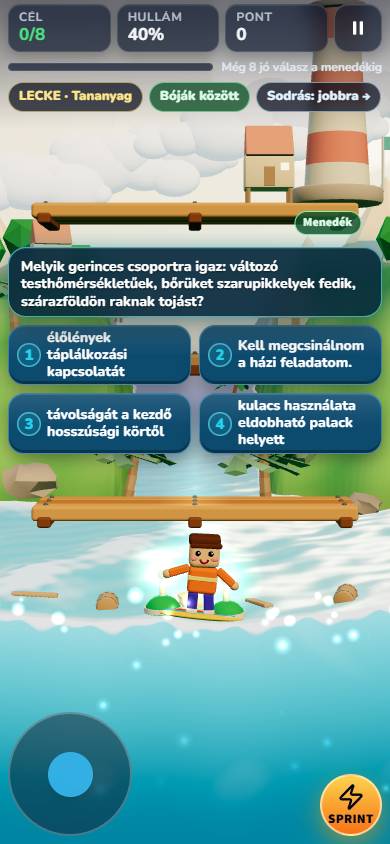 CÉL
0/8
HULLÁM
40%
PONT
0
Még 8 jó válasz a menedékig
LECKE · Tananyag
Bóják között
Sodrás: jobbra →
Menedék
Melyik gerinces csoportra igaz: változó
testhőmérsékletűek, bőrüket szarupikkelyek fedik,
szárazföldön raknak tojást?
1
élőlények
táplálkozási
kapcsolatát
2
Kell megcsinálnom
a házi feladatom.
3
távolságát a kezdő
hosszúsági körtől
4
kulacs használata
eldobható palack
helyett
SPRINT